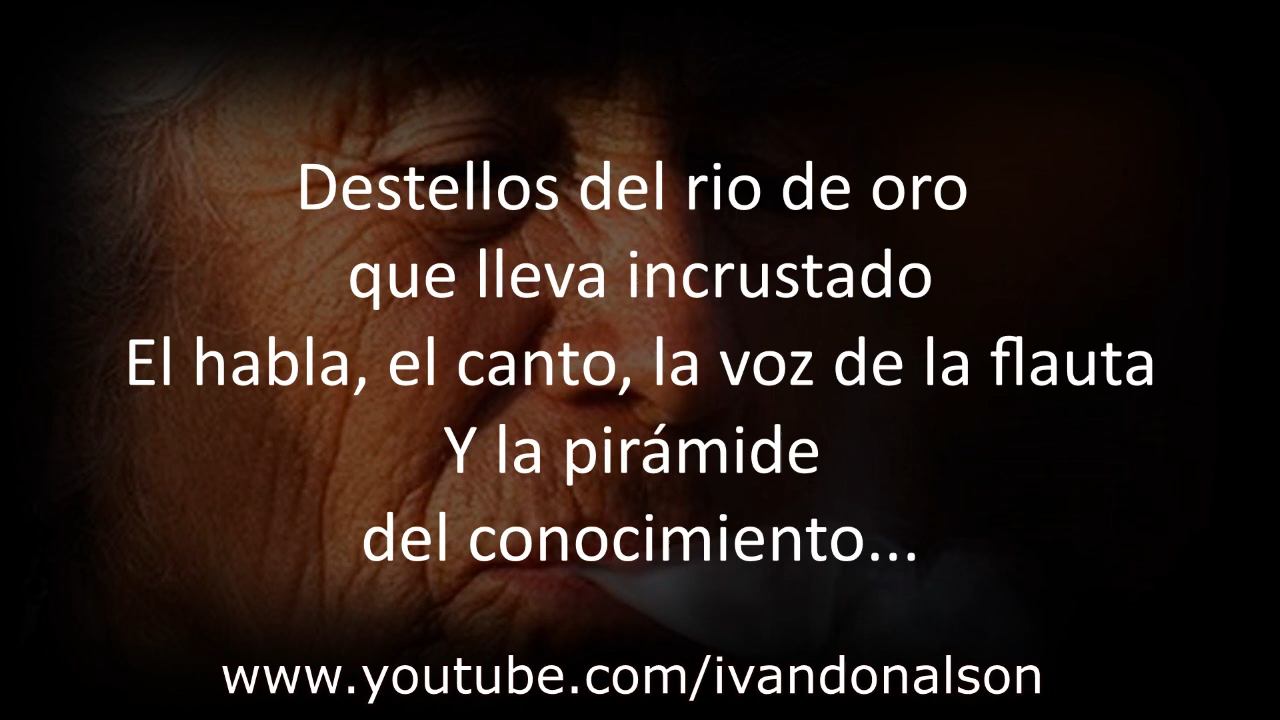 Destellos del rio de oro
que lleva incrustado
El habla, el canto, la voz de la flauta
Y la pirámide
del conocimiento...
www.youtube.com/ivandonalson